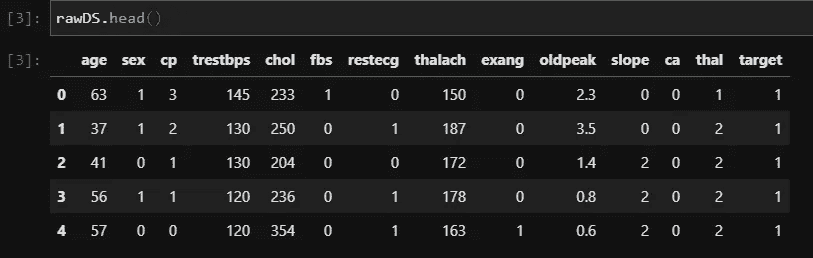 [3]: rawDS.head()
[3]: age sex cp trestbps chol fbs restecg thalach exang oldpeak slope ca thal target
0 63 1 3 145 233 1 0 150 0 2.3 0 0 1 1
1 37 1 2 130 250 0 1 187 0 3.5 0 0 2 1
2 41 0 1 130 204 0 0 172 0 1.4 2 0 2 1
3 56 1 1 120 236 0 1 178 0 0.8 2 0 2 1
4 57 0 0 120 354 0 1 163 1 0.6 2 0 2 1